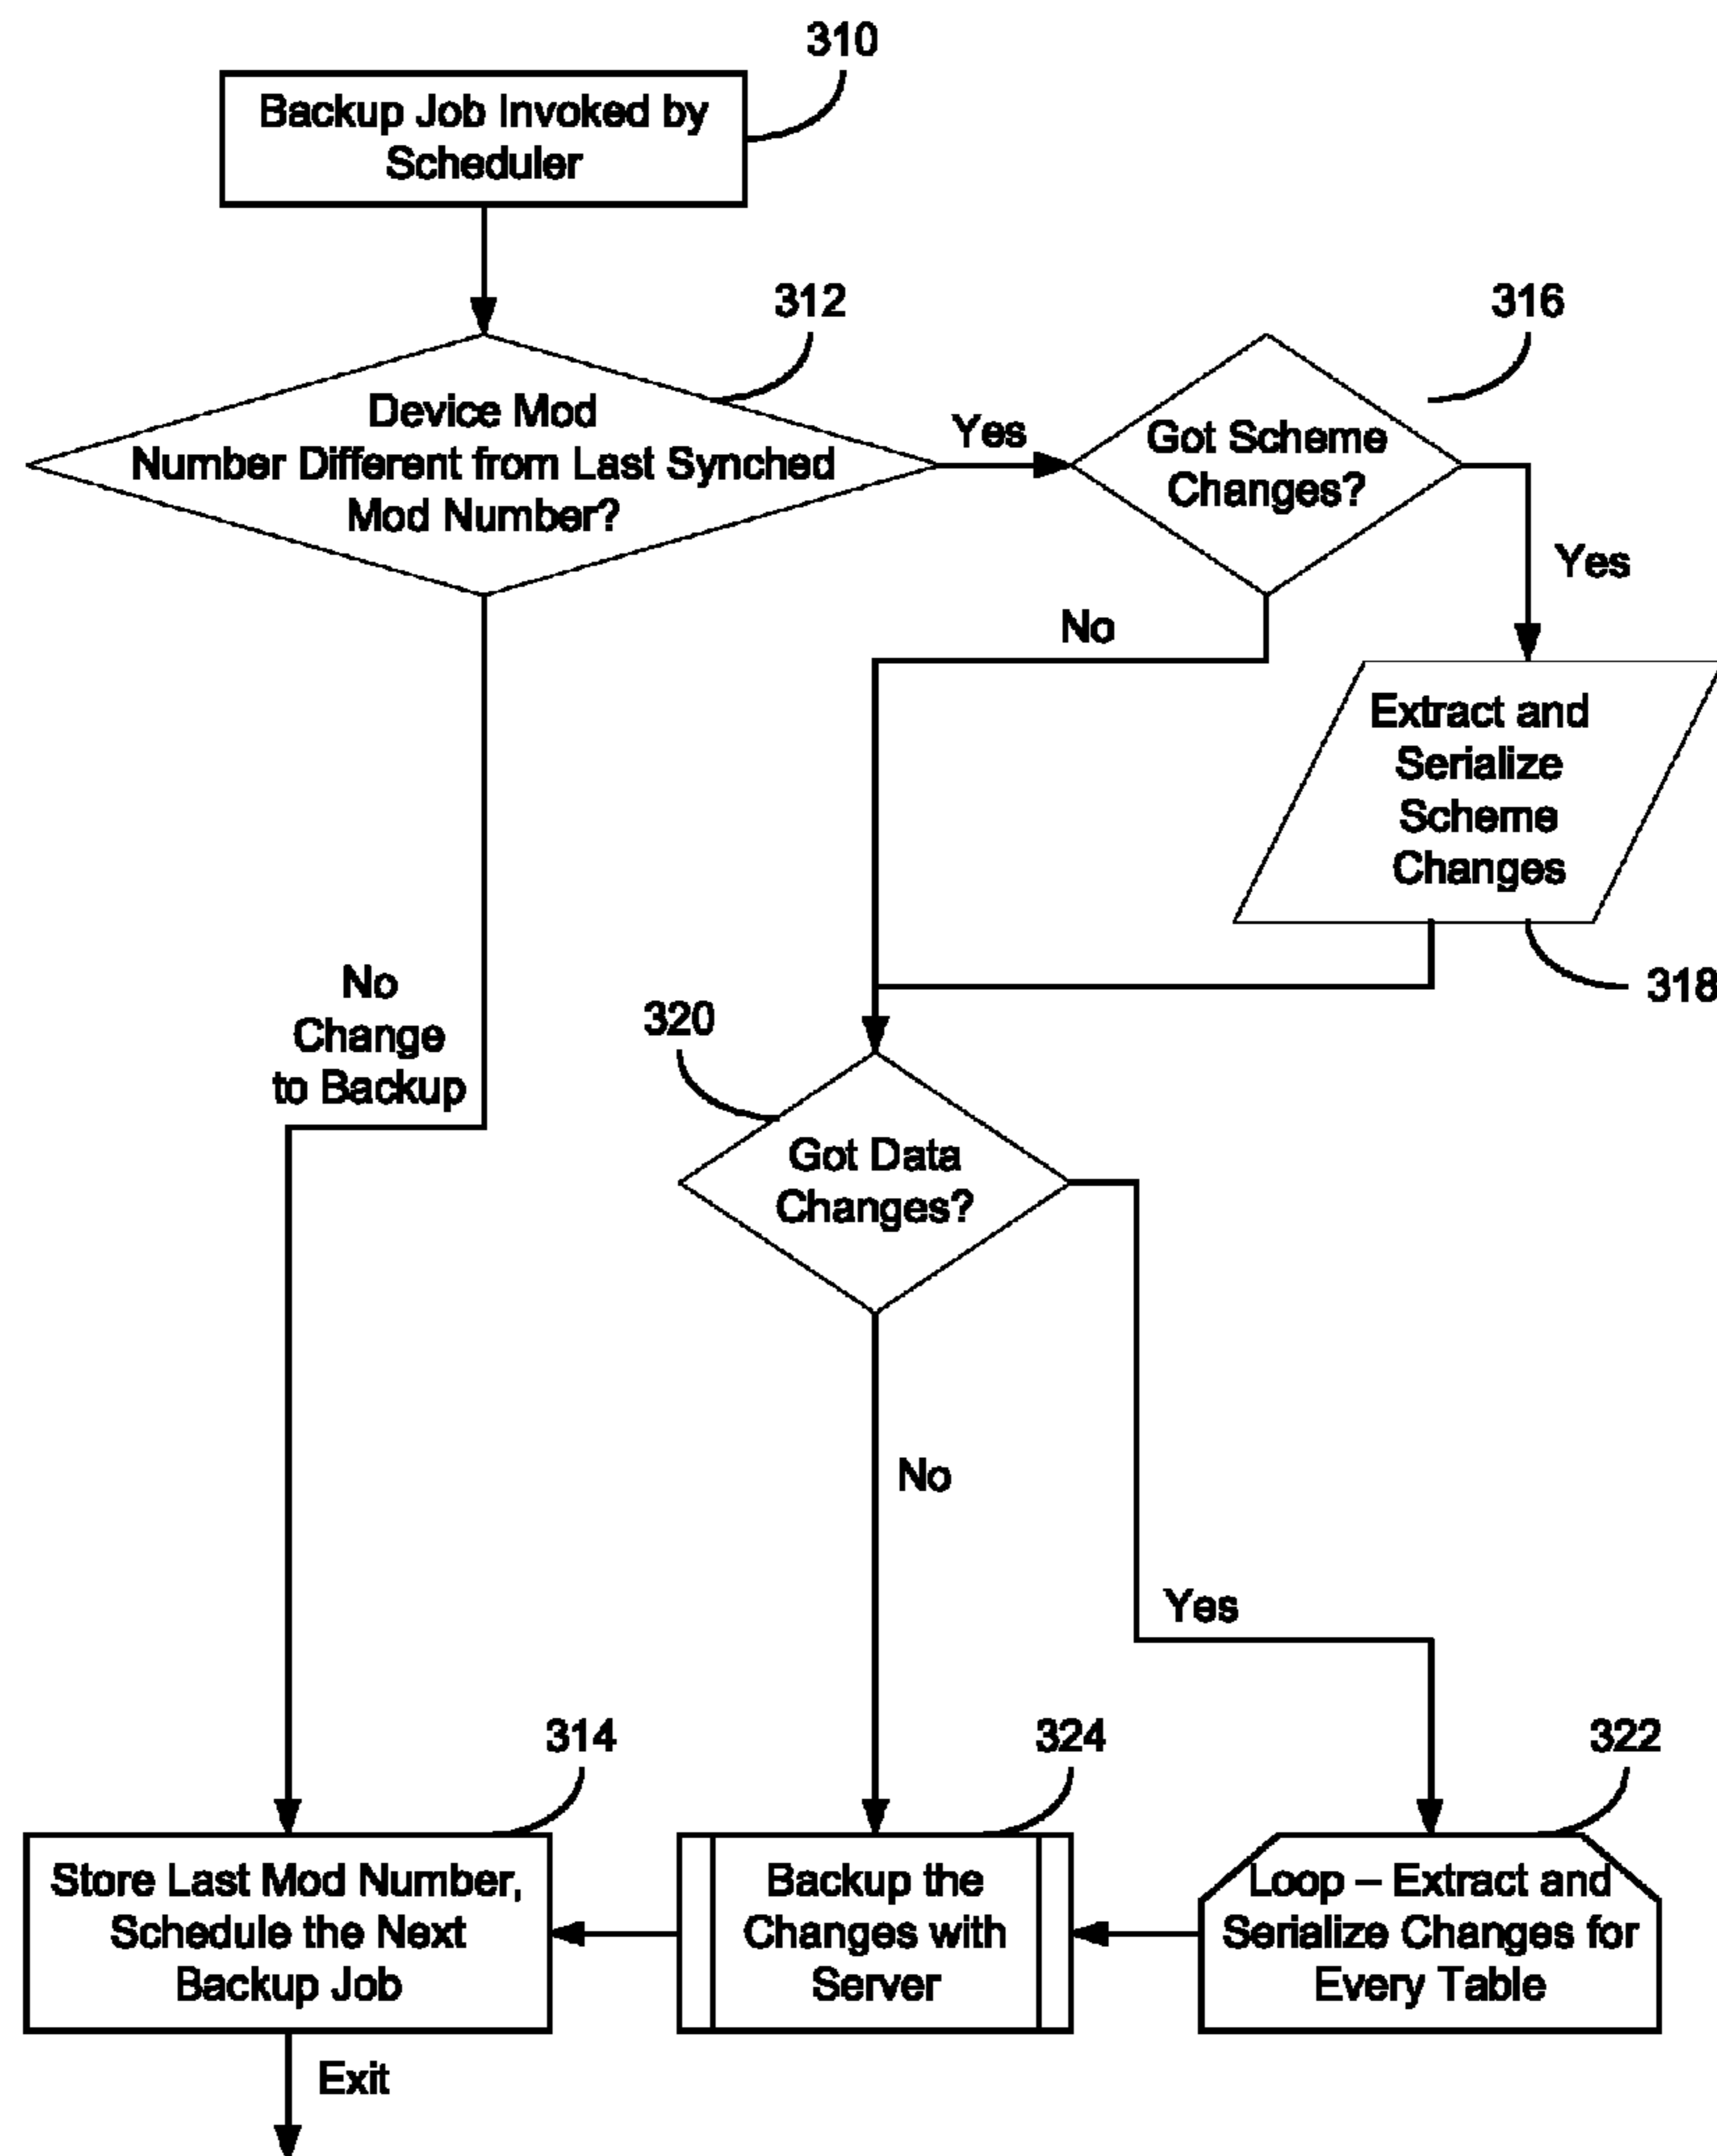 310
Backup Job Invoked by
Scheduler
312
Device Mod
Number Different from Last Synched
Mod Number?
Yes
316
Got Scheme
Changes?
Yes
No
Extract and
Serialize
Scheme
Changes
318
No
Change
to Backup
320
Got Data
Changes?
No
Yes
314
Store Last Mod Number,
Schedule the Next
Backup Job
324
Backup the
Changes with
Server
322
Loop – Extract and
Serialize Changes for
Every Table
Exit